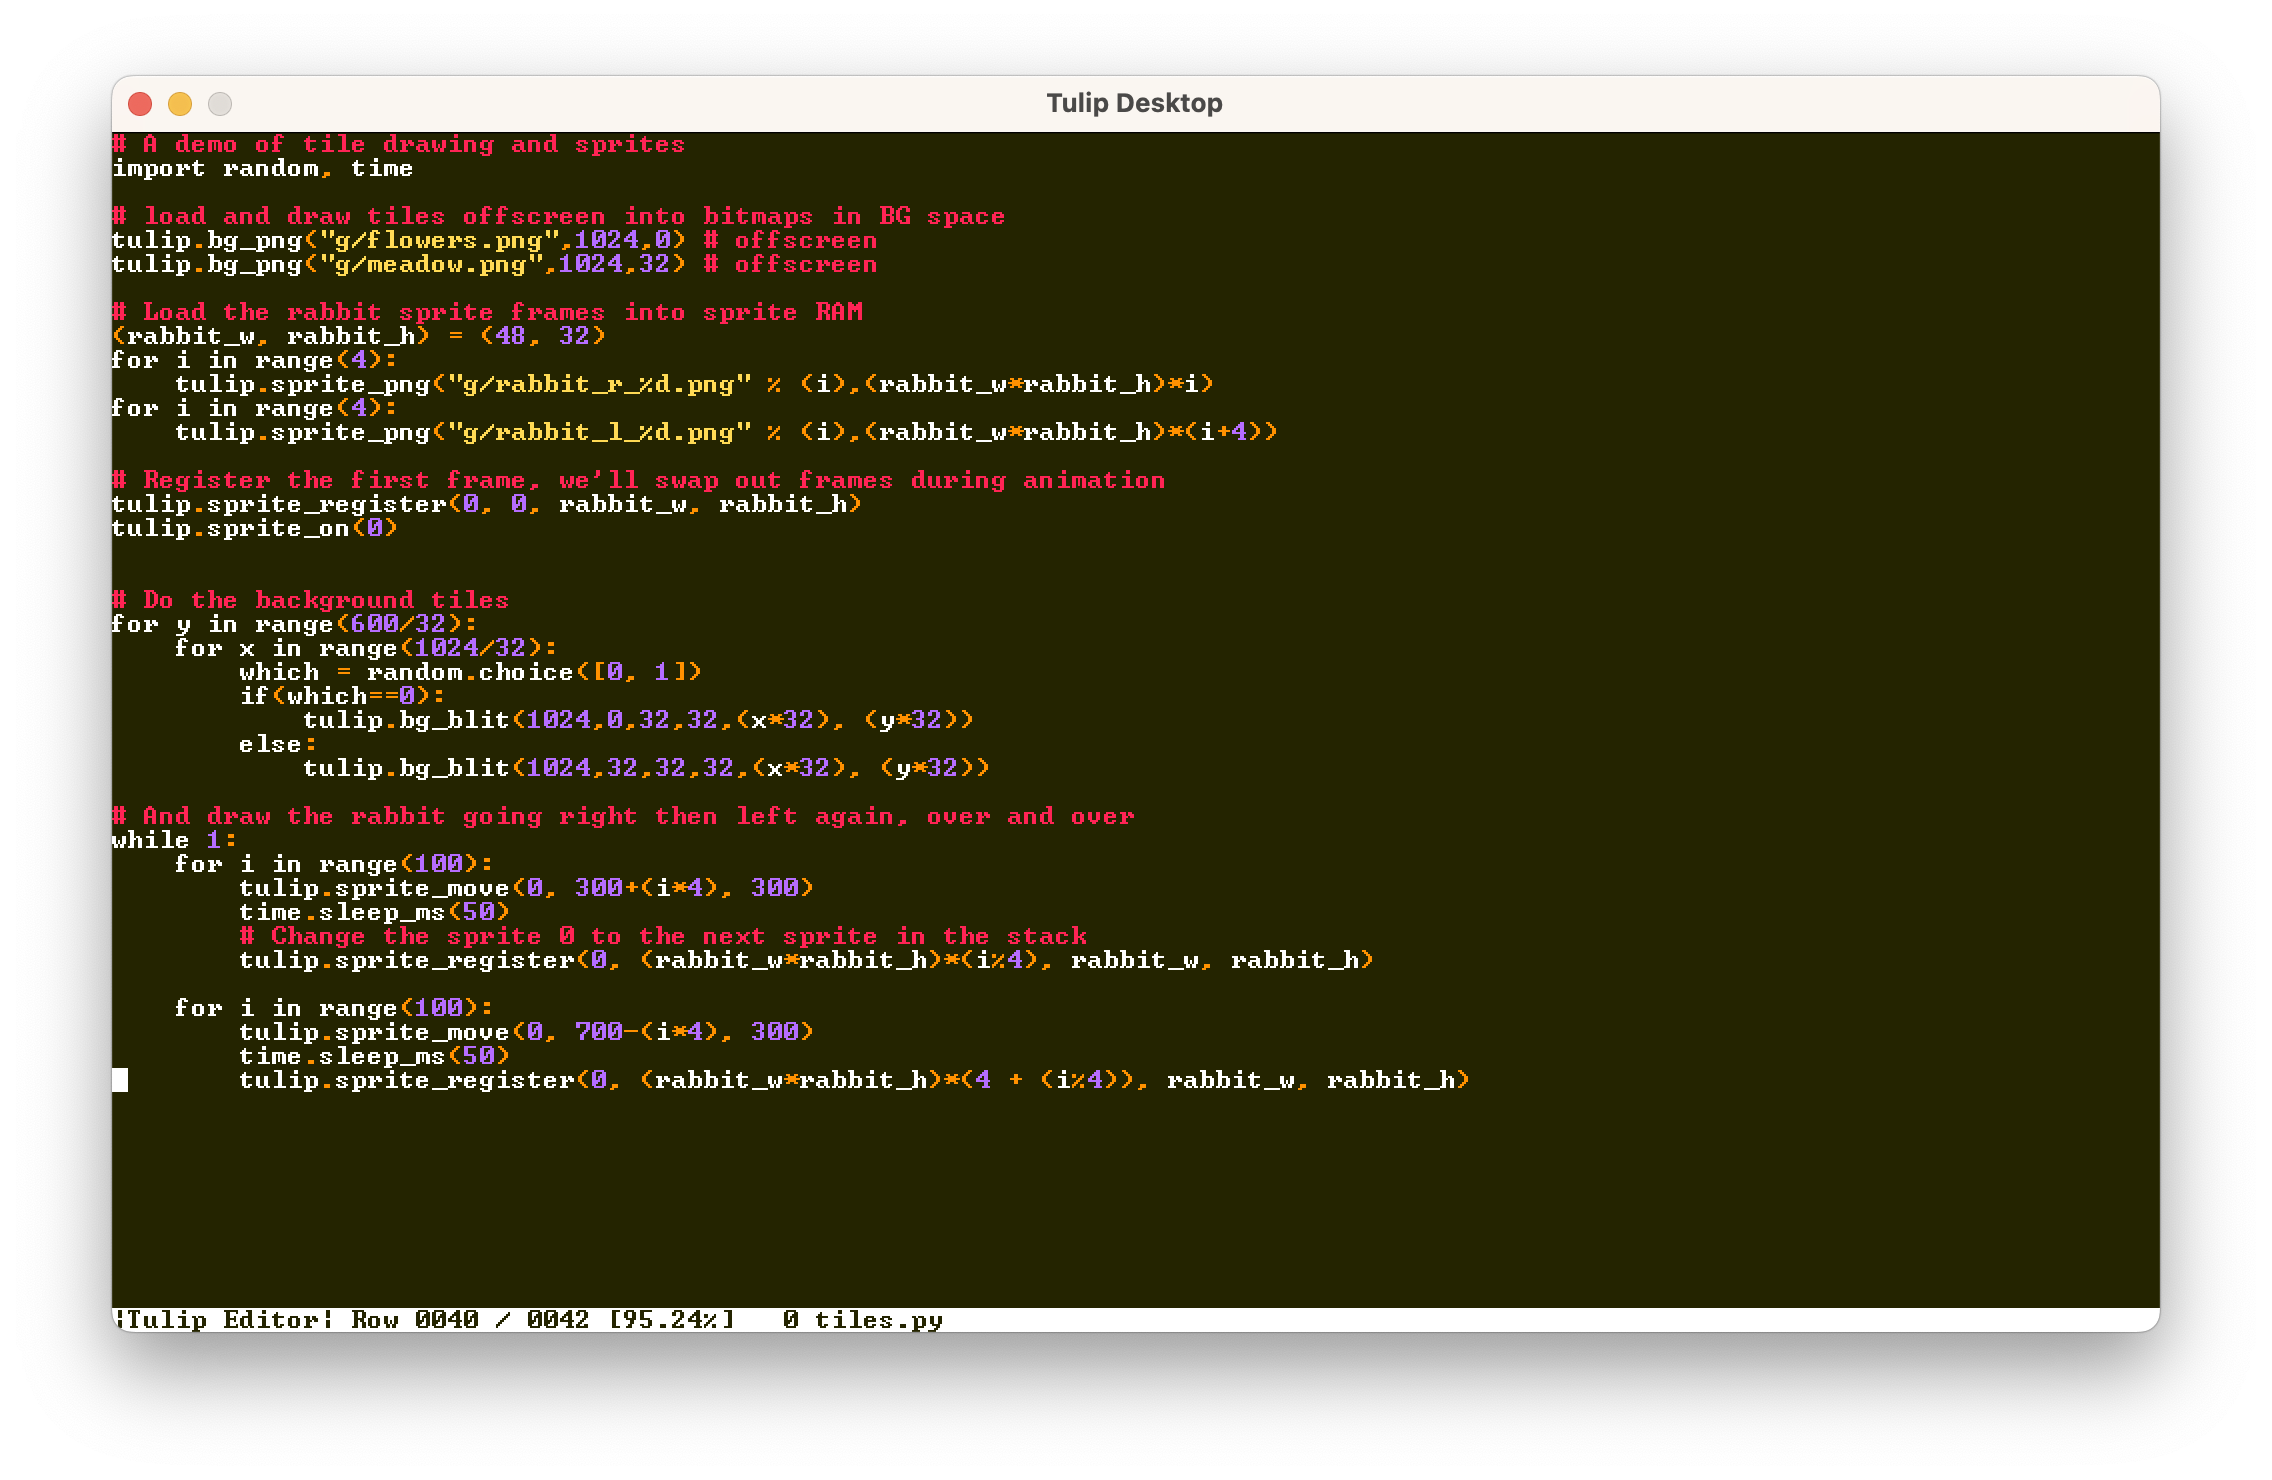 Tulip Desktop
# A demo of tile drawing and sprites
import random, time

# load and draw tiles offscreen into bitmaps in BG space
tulip.bg_png("g/flowers.png",1024,0) # offscreen
tulip.bg_png("g/meadow.png",1024,32) # offscreen

# Load the rabbit sprite frames into sprite RAM
(rabbit_w, rabbit_h) = (48, 32)
for i in range(4):
    tulip.sprite_png("g/rabbit_r_%d.png" % (i),(rabbit_w*rabbit_h)*i)
for i in range(4):
    tulip.sprite_png("g/rabbit_l_%d.png" % (i),(rabbit_w*rabbit_h)*(i+4))

# Register the first frame, we'll swap out frames during animation
tulip.sprite_register(0, 0, rabbit_w, rabbit_h)
tulip.sprite_on(0)


# Do the background tiles
for y in range(600/32):
    for x in range(1024/32):
        which = random.choice([0, 1])
        if(which==0):
            tulip.bg_blit(1024,0,32,32,(x*32), (y*32))
        else:
            tulip.bg_blit(1024,32,32,32,(x*32), (y*32))

# And draw the rabbit going right then left again, over and over
while 1:
    for i in range(100):
        tulip.sprite_move(0, 300+(i*4), 300)
        time.sleep_ms(50)
        # Change the sprite 0 to the next sprite in the stack
        tulip.sprite_register(0, (rabbit_w*rabbit_h)*(i%4), rabbit_w, rabbit_h)

    for i in range(100):
        tulip.sprite_move(0, 700-(i*4), 300)
        time.sleep_ms(50)
        tulip.sprite_register(0, (rabbit_w*rabbit_h)*(4 + (i%4)), rabbit_w, rabbit_h)
¦Tulip Editor¦ Row 0040 / 0042 [95.24%]   0 tiles.py